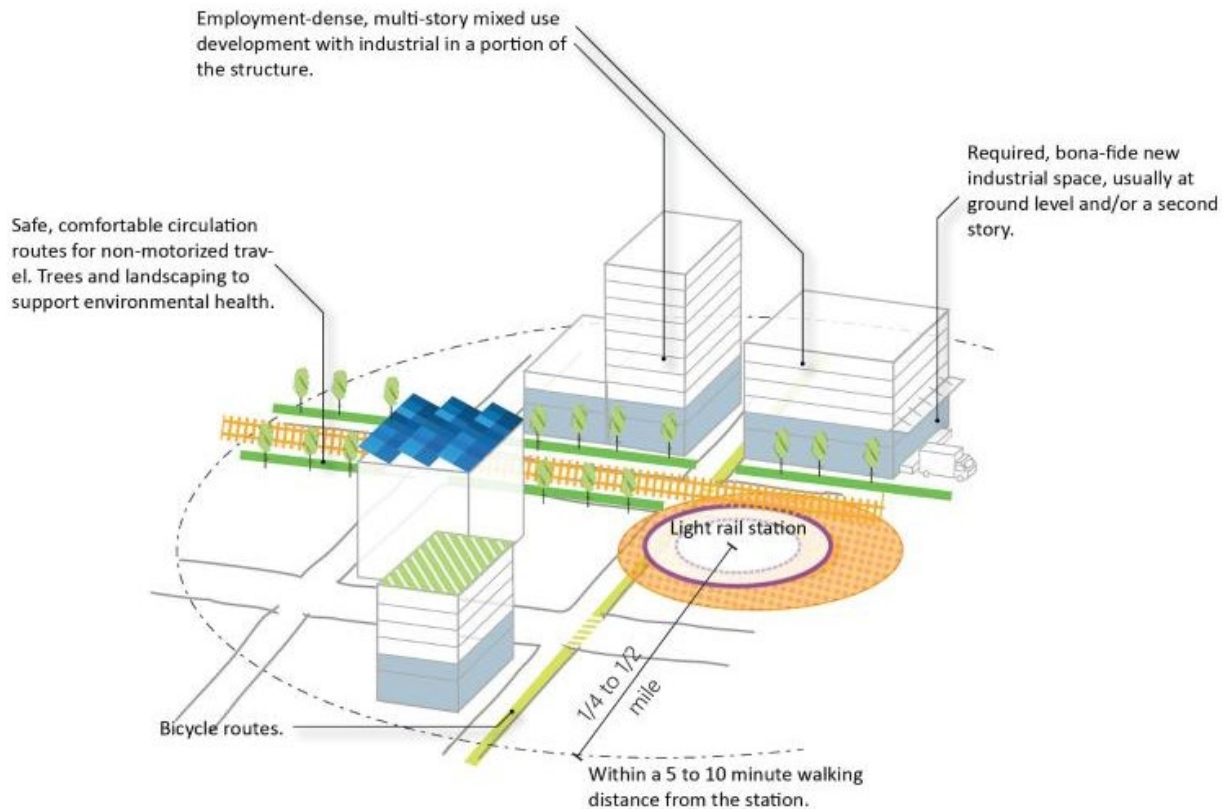 Employment-dense, multi-story mixed use
development with industrial in a portion of
the structure.
Required, bona-fide new
industrial space, usually at
ground level and/or a second
story.
Safe, comfortable circulation
routes for non-motorized trav-
el. Trees and landscaping to
support environmental health.
Light rail station
1/4 to 1/2
mile
Bicycle routes.
Within a 5 to 10 minute walking
distance from the station.